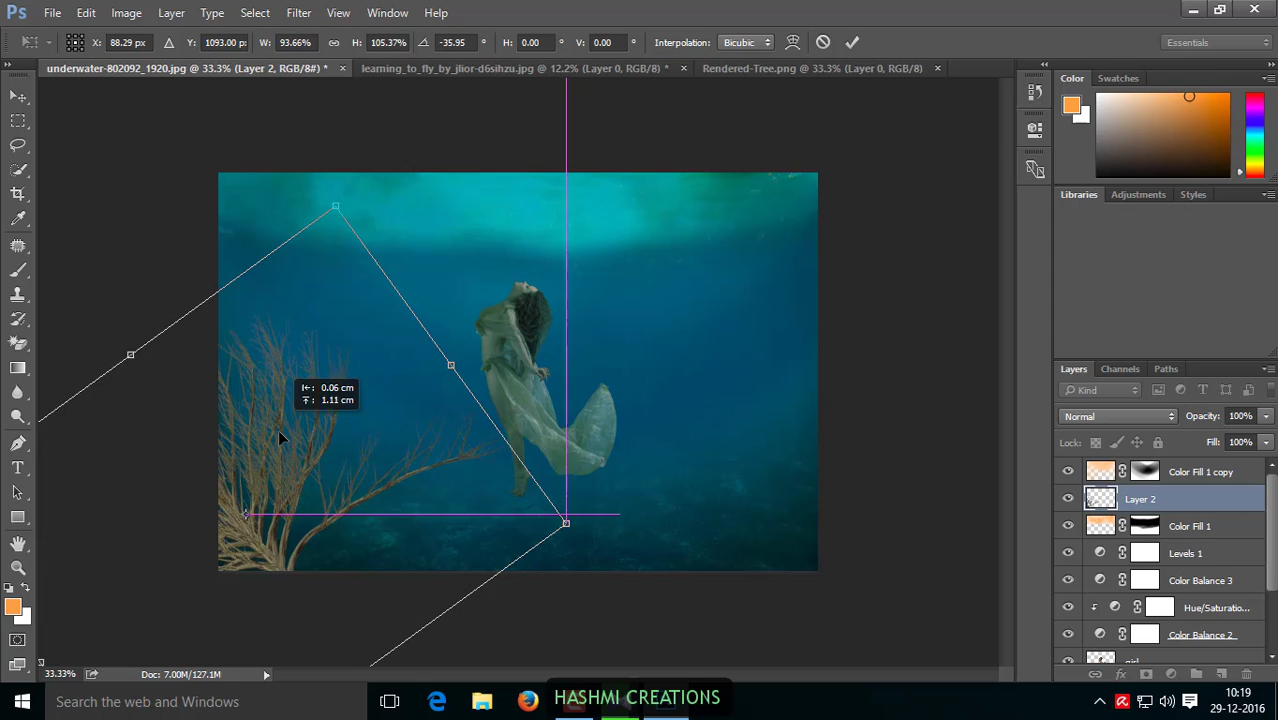 Ps File Edit Image Layer Type Select Filter View Window Help
X: 88.29 px Y: 1093.00 p: W: 93.66% H: 105.37% -35.95 ° H: 0.00 ° V: 0.00 ° Interpolation: Bicubic Essentials
underwater-802092_1920.jpg @ 33.3% (Layer 2, RGB/8#) * × learning_to_fly_by_jlior-d6sihzu.jpg @ 12.2% (Layer 0, RGB/8) * × Rendered-Tree.png @ 33.3% (Layer 0, RGB/8) ×
Color Swatches
Libraries Adjustments Styles
0.06 cm
1.11 cm
Layers Channels Paths
Kind
Normal Opacity: 100%
Lock: Fill: 100%
Color Fill 1 copy
Layer 2
Color Fill 1
Levels 1
Color Balance 3
Hue/Saturatio...
Color Balance 2
girl
33.33% Doc: 7.00M/127.1M
Search the web and Windows
HASHMI CREATIONS
10:19
29-12-2016